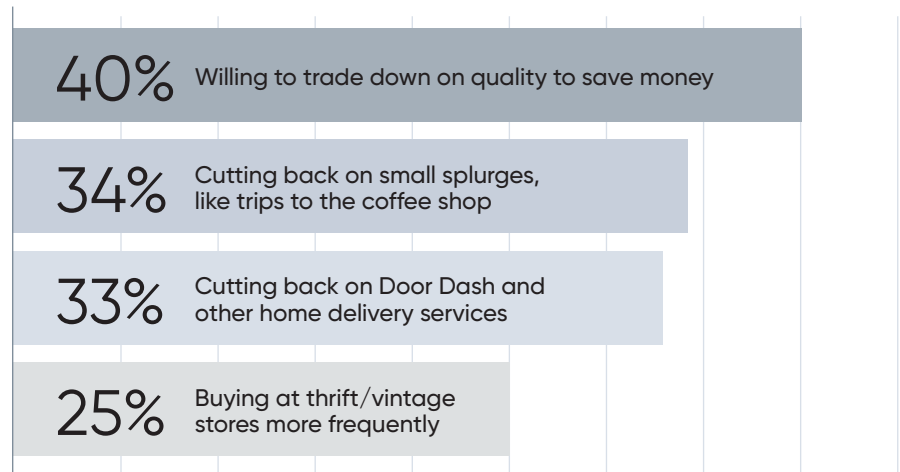 40% Willing to trade down on quality to save money
34% Cutting back on small splurges,
like trips to the coffee shop
33% Cutting back on Door Dash and
other home delivery services
25% Buying at thrift/vintage
stores more frequently